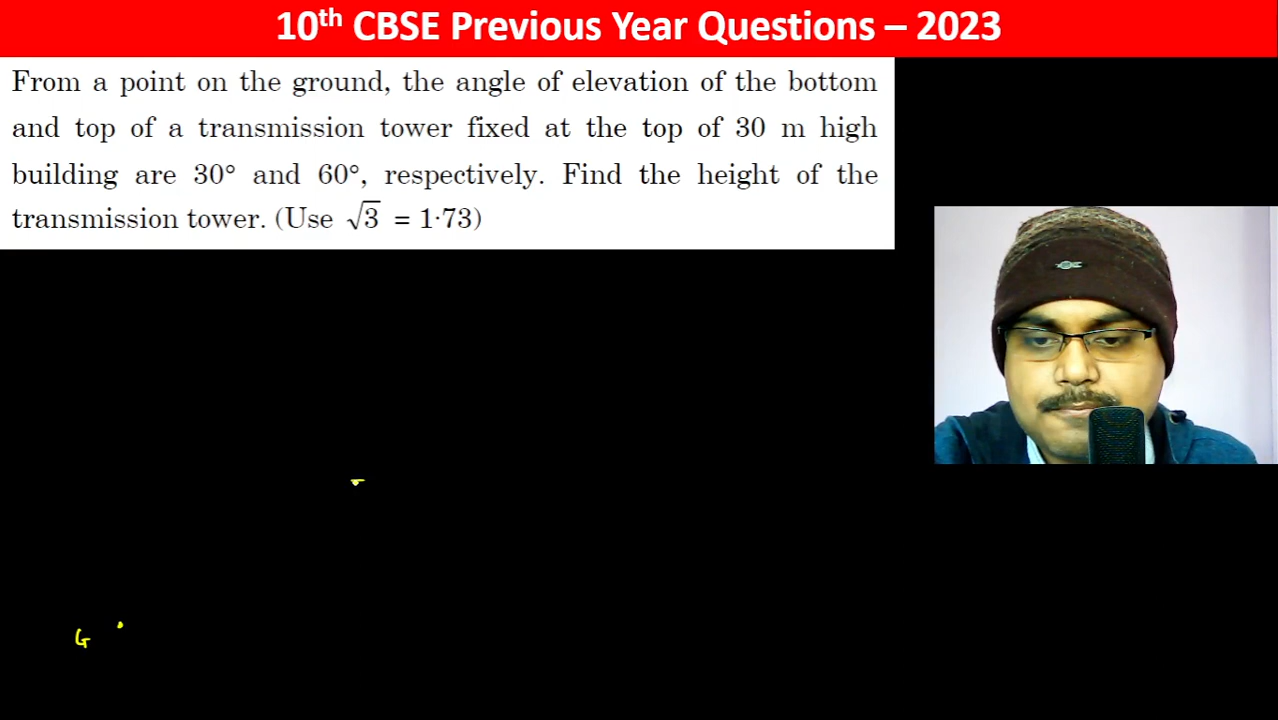 10th CBSE Previous Year Questions – 2023
From a point on the ground, the angle of elevation of the bottom
and top of a transmission tower fixed at the top of 30 m high
building are 30° and 60°, respectively. Find the height of the
transmission tower. (Use √3 = 1·73)
G